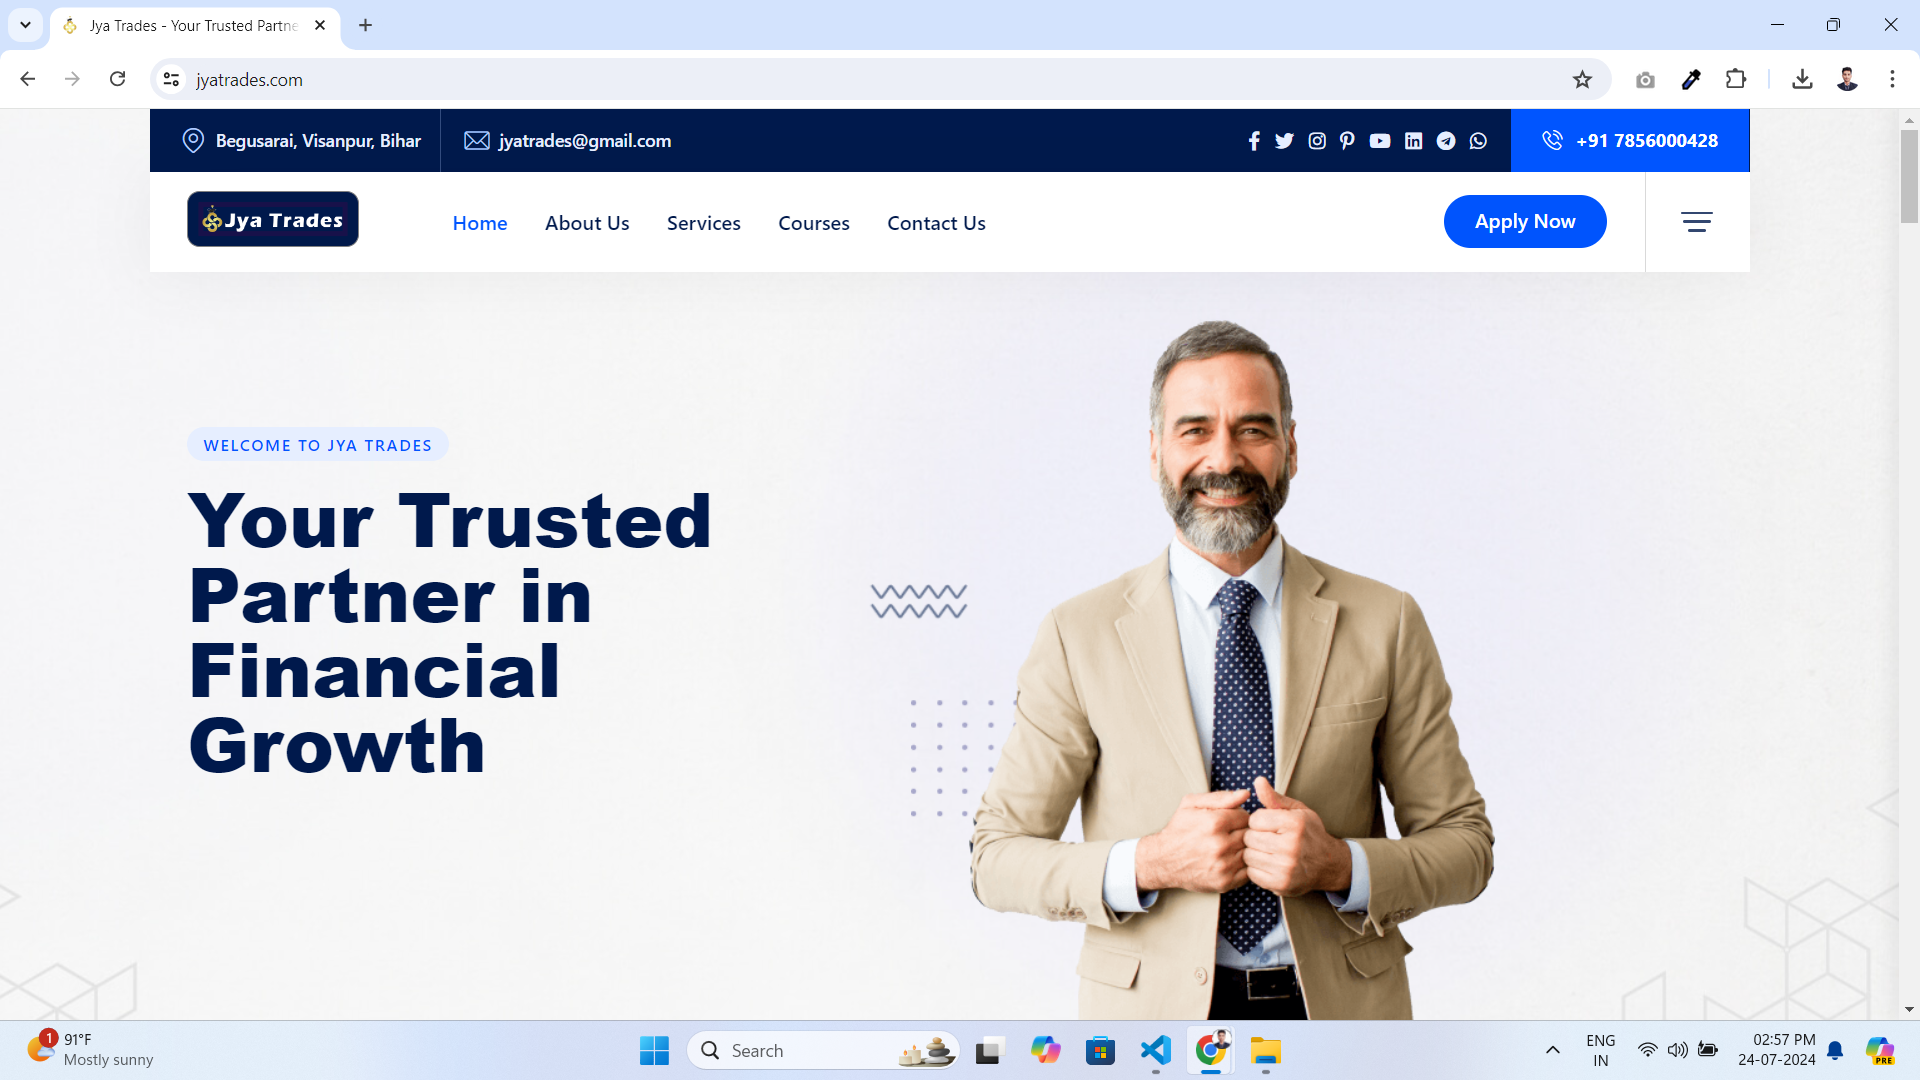 Jya Trades - Your Trusted Partne
jyatrades.com
Begusarai, Visanpur, Bihar
jyatrades@gmail.com
+91 7856000428
Jya Trades
Home
About Us
Services
Courses
Contact Us
Apply Now
WELCOME TO JYA TRADES
Your Trusted
Partner in
Financial
Growth
1
91°F
Mostly sunny
Search
PRE
ENG
IN
02:57 PM
24-07-2024